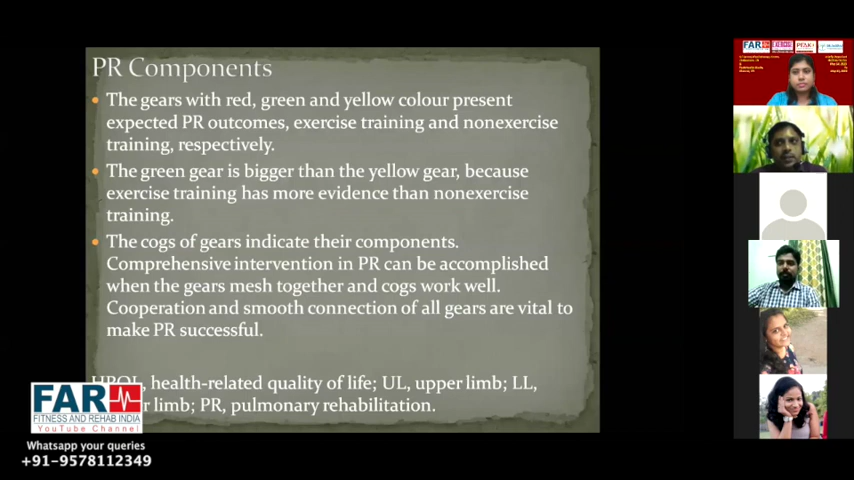 PR Components
The gears with red, green and yellow colour present
expected PR outcomes, exercise training and nonexercise
training, respectively.
The green gear is bigger than the yellow gear, because
exercise training has more evidence than nonexercise
training.
The cogs of gears indicate their components.
Comprehensive intervention in PR can be accomplished
when the gears mesh together and cogs work well.
Cooperation and smooth connection of all gears are vital to
make PR successful.
health-related quality of life; UL, upper limb; LL,
limb; PR, pulmonary rehabilitation.
FAR
FITNESS AND REHAB INDIA
YouTube Channel
Whatsapp your queries
+91-9578112349
FAR